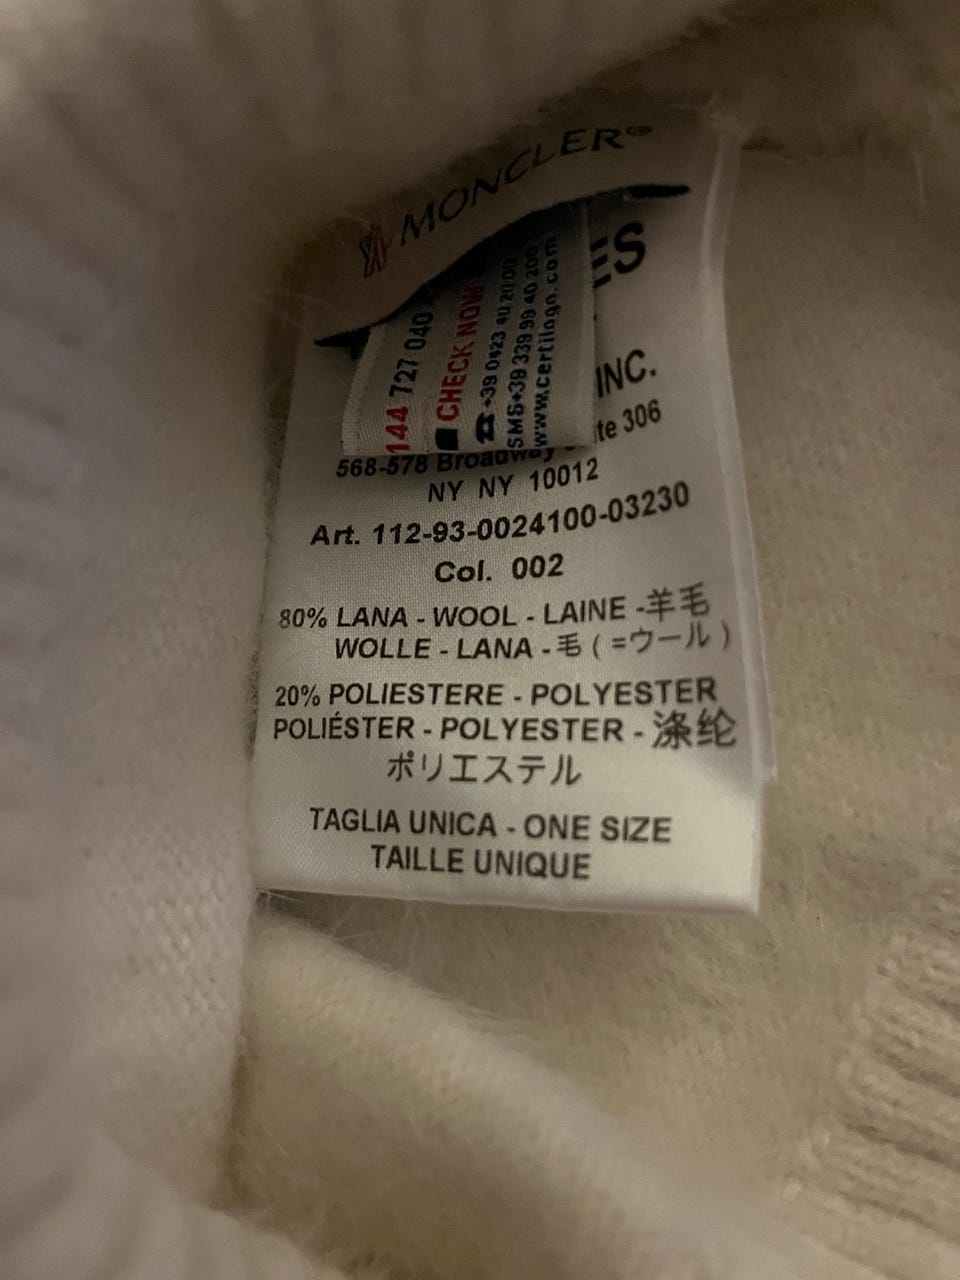 MONCLER®
ES
144 727 040
CHECK NOW
☎+39 0423 40 20 00
SMS+39 339 99 40 200
www.certilogo.com
INC.
568-578 Broadway te 306
NY NY 10012
Art. 112-93-0024100-03230
Col. 002
80% LANA - WOOL - LAINE -羊毛
WOLLE - LANA - 毛 ( =ウール )
20% POLIESTERE - POLYESTER
POLIÉSTER - POLYESTER - 涤纶
ポリエステル
TAGLIA UNICA - ONE SIZE
TAILLE UNIQUE